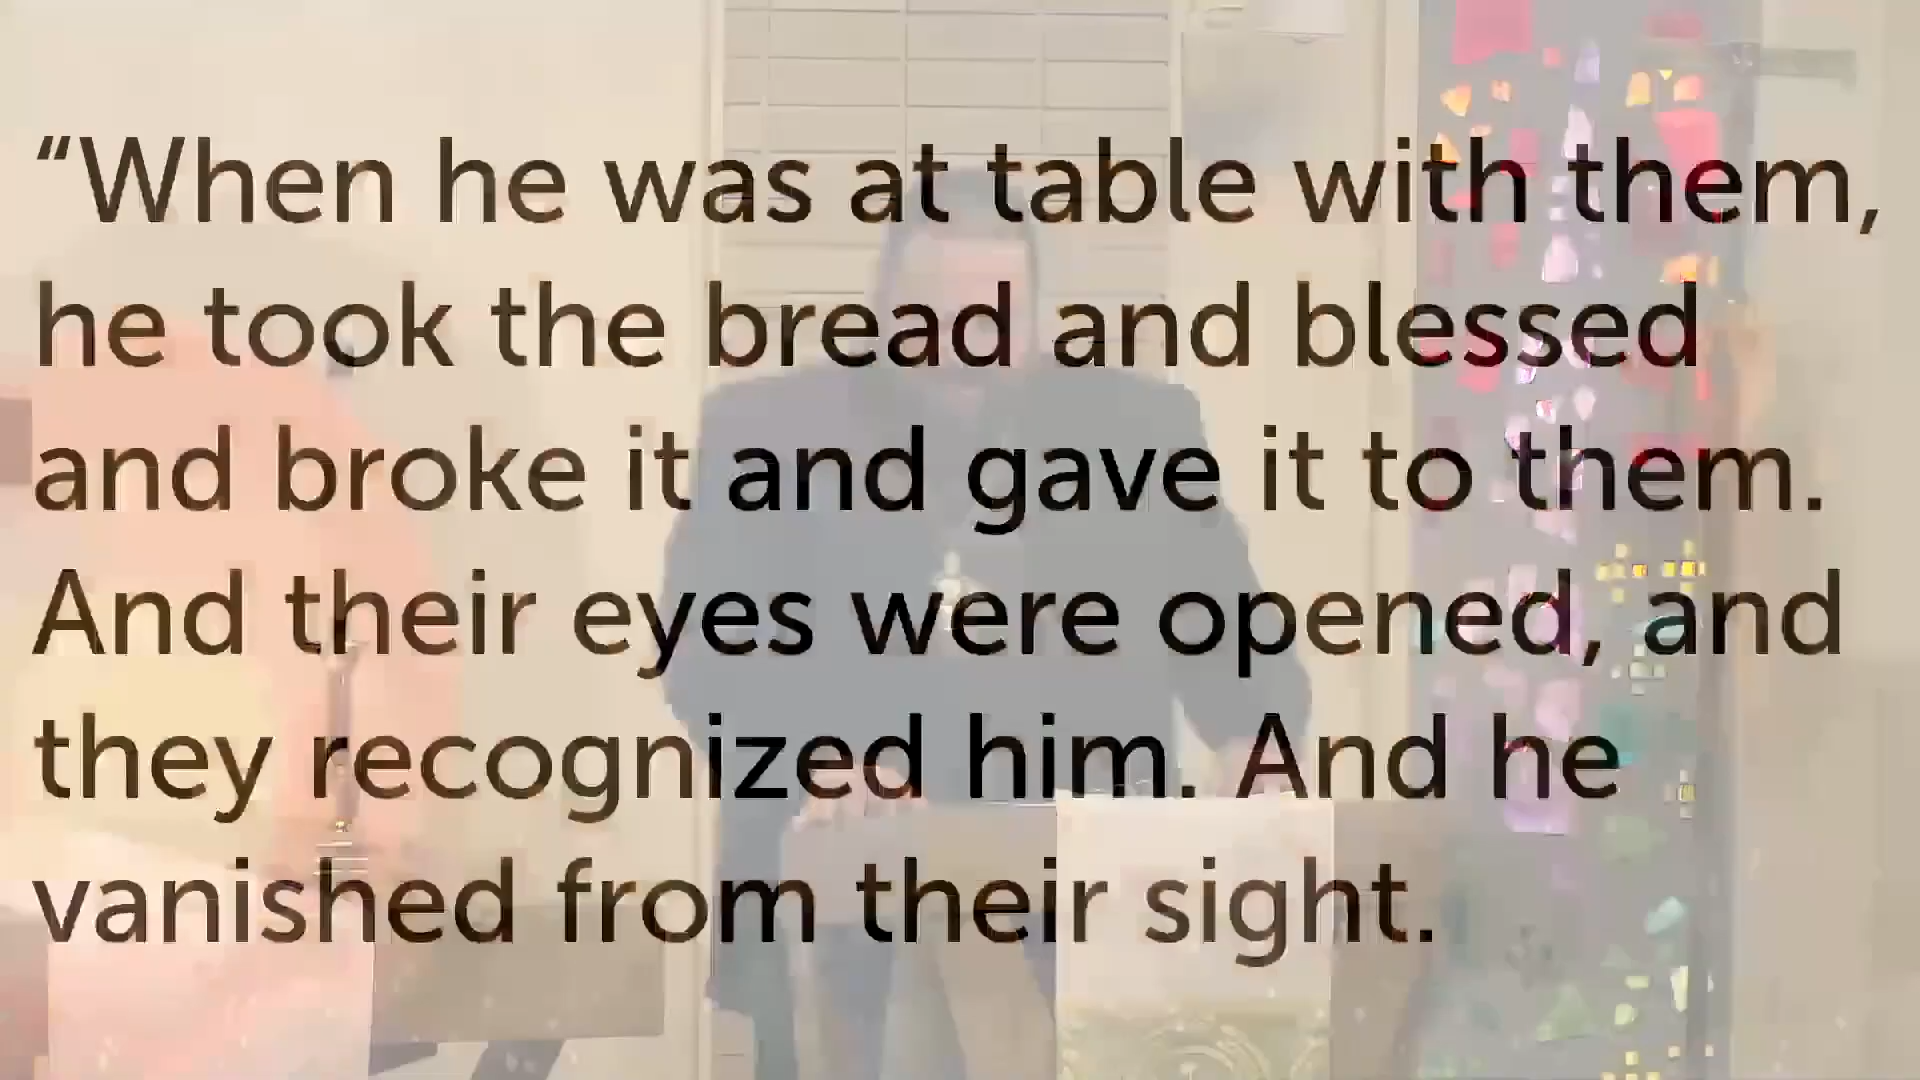 “When he was at table with them,
he took the bread and blessed
and broke it and gave it to them.
And their eyes were opened, and
they recognized him. And he
vanished from their sight.